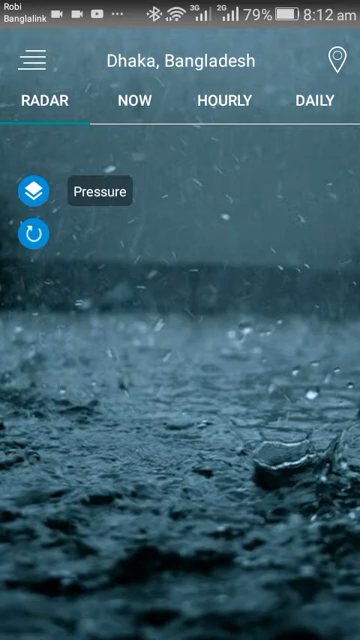 Robi
Banglalink
3G
2G
79%
8:12 am
Dhaka, Bangladesh
RADAR
NOW
HOURLY
DAILY
Pressure